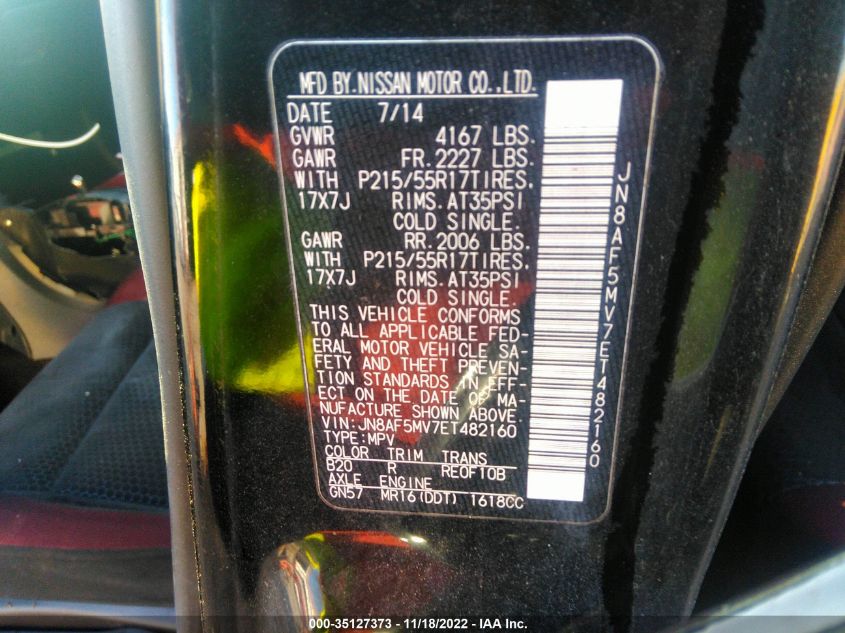 MFD BY.NISSAN MOTOR CO.,LTD.
DATE 7/14
GVWR 4167 LBS.
GAWR FR.2227 LBS.
WITH P215/55R17TIRES,
17X7J RIMS.AT35PSI
COLD SINGLE.
GAWR RR.2006 LBS.
WITH P215/55R17TIRES,
17X7J RIMS.AT35PSI
COLD SINGLE.
THIS VEHICLE CONFORMS
TO ALL APPLICABLE FED-
ERAL MOTOR VEHICLE SA-
FETY AND THEFT PREVEN-
TION STANDARDS IN EFF-
ECT ON THE DATE OF MA-
NUFACTURE SHOWN ABOVE.
VIN:JN8AF5MV7ET482160
TYPE:MPV
COLOR TRIM TRANS
B20 R RE0F10B
AXLE ENGINE
GN57 MR16(DDT) 1618CC
JN8AF5MV7ET482160
000-35127373 - 11/18/2022 - IAA Inc.